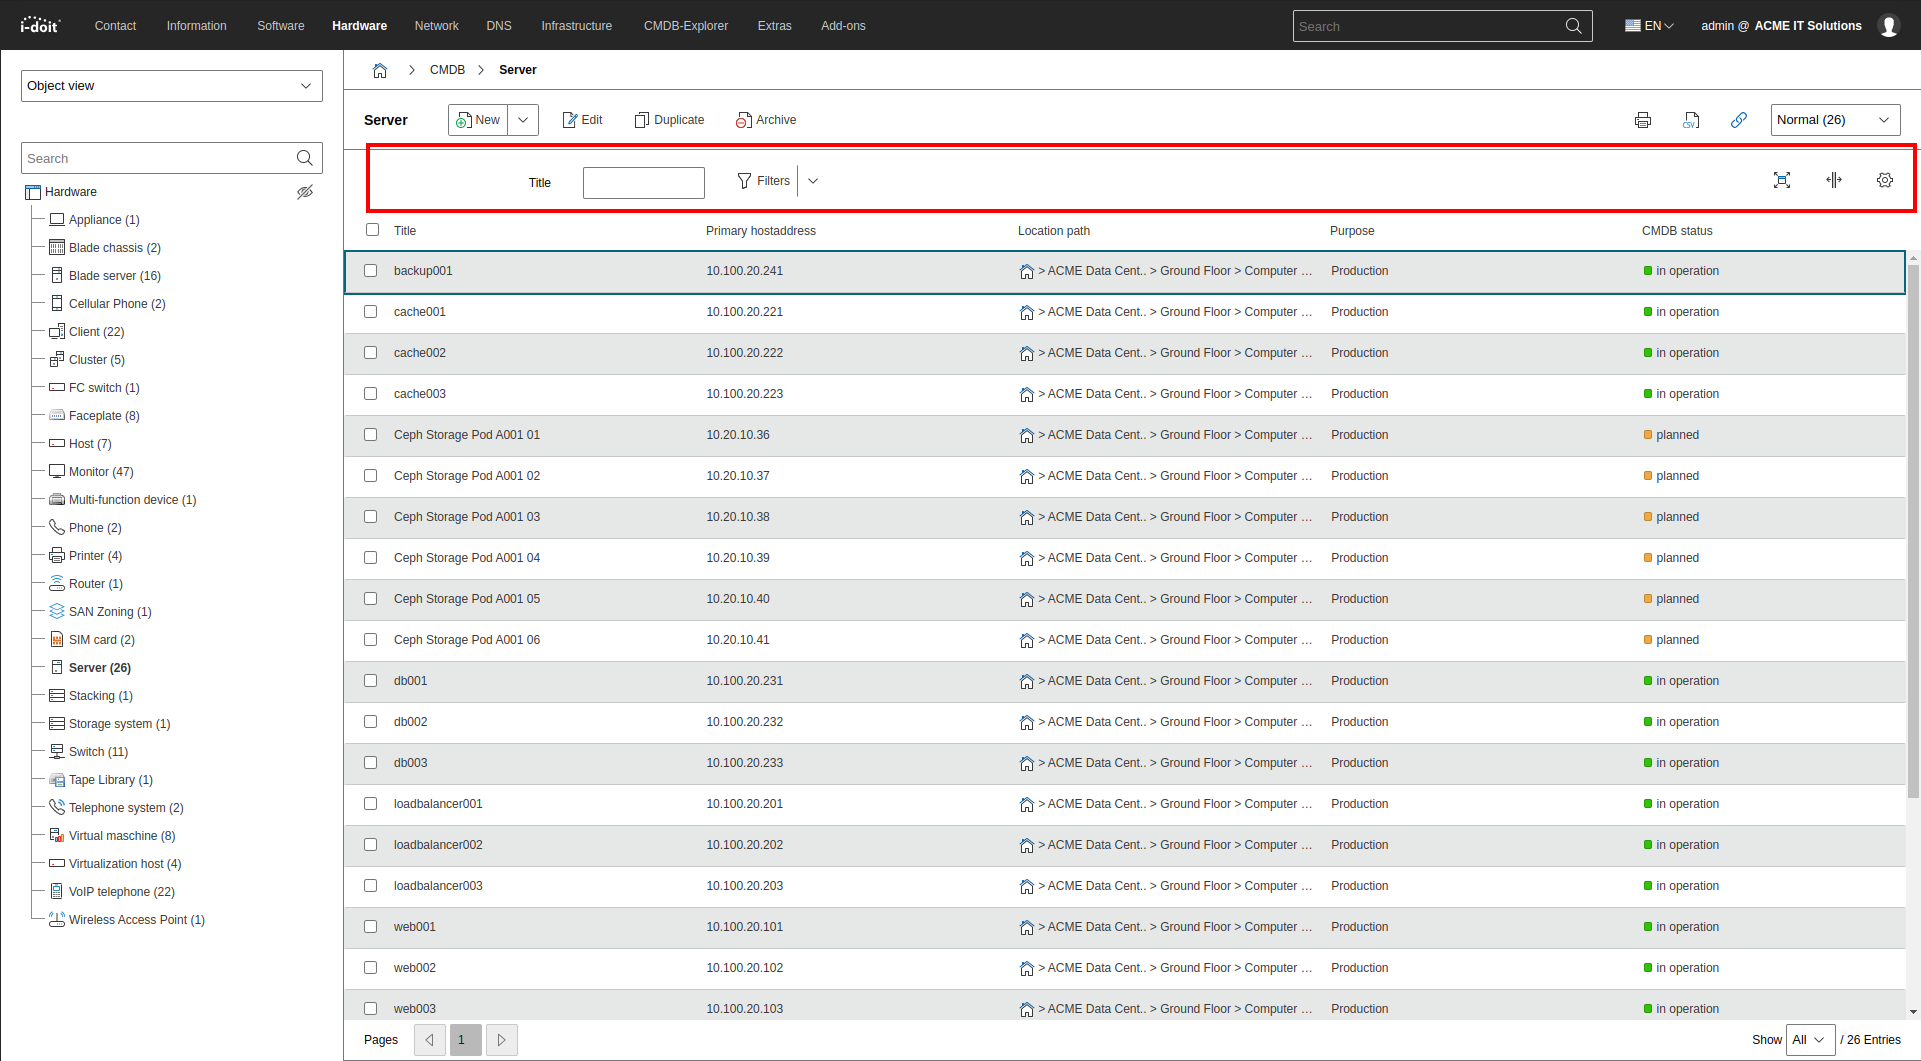 i-doit Contact Information Software Hardware Network DNS Infrastructure CMDB-Explorer Extras Add-ons Search EN admin @ ACME IT Solutions
Object view
CMDB Server
Server New Edit Duplicate Archive CSV Normal (26)
Search
Title Filters
Hardware
Appliance (1)
Blade chassis (2)
Blade server (16)
Cellular Phone (2)
Client (22)
Cluster (5)
FC switch (1)
Faceplate (8)
Host (7)
Monitor (47)
Multi-function device (1)
Phone (2)
Printer (4)
Router (1)
SAN Zoning (1)
SIM card (2)
Server (26)
Stacking (1)
Storage system (1)
Switch (11)
Tape Library (1)
Telephone system (2)
Virtual maschine (8)
Virtualization host (4)
VoIP telephone (22)
Wireless Access Point (1)
Title Primary hostaddress Location path Purpose CMDB status
backup001 10.100.20.241 > ACME Data Cent.. > Ground Floor > Computer ... Production in operation
cache001 10.100.20.221 > ACME Data Cent.. > Ground Floor > Computer ... Production in operation
cache002 10.100.20.222 > ACME Data Cent.. > Ground Floor > Computer ... Production in operation
cache003 10.100.20.223 > ACME Data Cent.. > Ground Floor > Computer ... Production in operation
Ceph Storage Pod A001 01 10.20.10.36 > ACME Data Cent.. > Ground Floor > Computer ... Production planned
Ceph Storage Pod A001 02 10.20.10.37 > ACME Data Cent.. > Ground Floor > Computer ... Production planned
Ceph Storage Pod A001 03 10.20.10.38 > ACME Data Cent.. > Ground Floor > Computer ... Production planned
Ceph Storage Pod A001 04 10.20.10.39 > ACME Data Cent.. > Ground Floor > Computer ... Production planned
Ceph Storage Pod A001 05 10.20.10.40 > ACME Data Cent.. > Ground Floor > Computer ... Production planned
Ceph Storage Pod A001 06 10.20.10.41 > ACME Data Cent.. > Ground Floor > Computer ... Production planned
db001 10.100.20.231 > ACME Data Cent.. > Ground Floor > Computer ... Production in operation
db002 10.100.20.232 > ACME Data Cent.. > Ground Floor > Computer ... Production in operation
db003 10.100.20.233 > ACME Data Cent.. > Ground Floor > Computer ... Production in operation
loadbalancer001 10.100.20.201 > ACME Data Cent.. > Ground Floor > Computer ... Production in operation
loadbalancer002 10.100.20.202 > ACME Data Cent.. > Ground Floor > Computer ... Production in operation
loadbalancer003 10.100.20.203 > ACME Data Cent.. > Ground Floor > Computer ... Production in operation
web001 10.100.20.101 > ACME Data Cent.. > Ground Floor > Computer ... Production in operation
web002 10.100.20.102 > ACME Data Cent.. > Ground Floor > Computer ... Production in operation
web003 10.100.20.103 > ACME Data Cent.. > Ground Floor > Computer ... Production in operation
Pages 1 Show All / 26 Entries